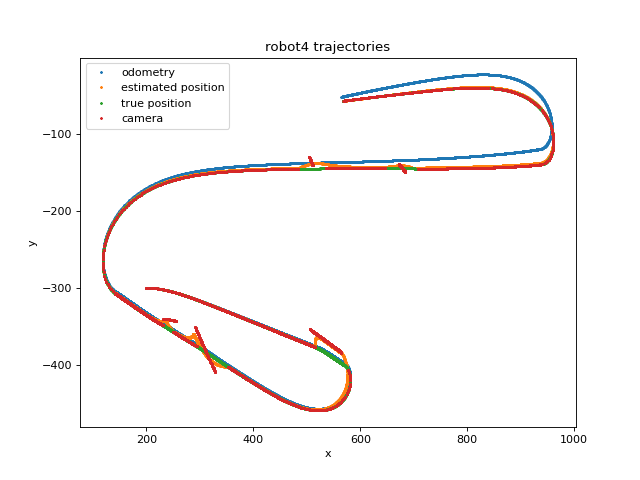 robot4 trajectories
odometry
estimated position
true position
camera
−100
−200
−300
−400
y
200
400
600
800
1000
x